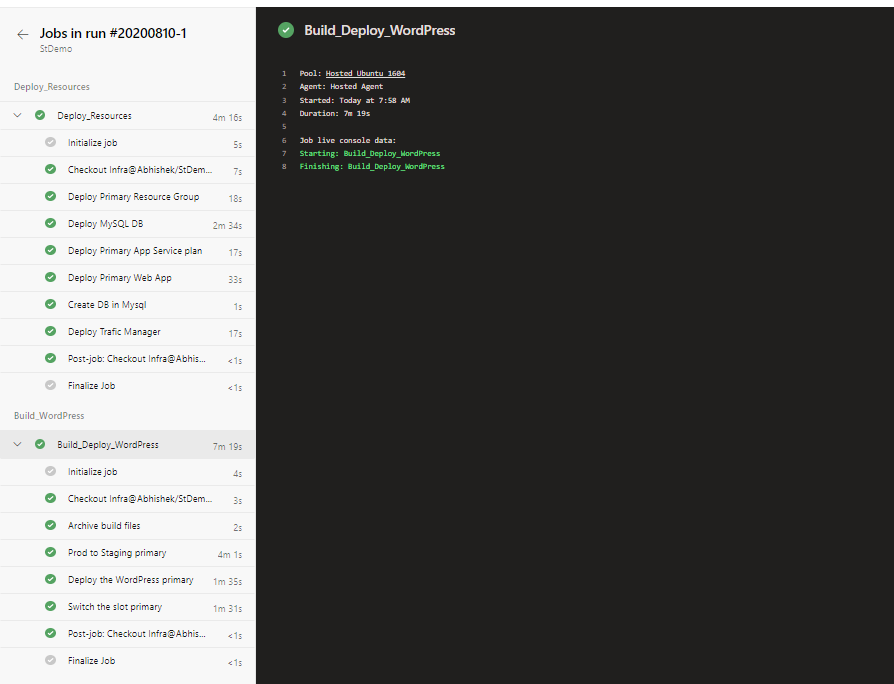 Jobs in run #20200810-1
StDemo
Deploy_Resources
Deploy_Resources 4m 16s
Initialize job 5s
Checkout Infra@Abhishek/StDem... 7s
Deploy Primary Resource Group 18s
Deploy MySQL DB 2m 34s
Deploy Primary App Service plan 17s
Deploy Primary Web App 33s
Create DB in Mysql 1s
Deploy Trafic Manager 17s
Post-job: Checkout Infra@Abhis... <1s
Finalize Job <1s
Build_WordPress
Build_Deploy_WordPress 7m 19s
Initialize job 4s
Checkout Infra@Abhishek/StDem... 3s
Archive build files 2s
Prod to Staging primary 4m 1s
Deploy the WordPress primary 1m 35s
Switch the slot primary 1m 31s
Post-job: Checkout Infra@Abhis... <1s
Finalize Job <1s
Build_Deploy_WordPress
1 Pool: Hosted Ubuntu 1604
2 Agent: Hosted Agent
3 Started: Today at 7:58 AM
4 Duration: 7m 19s
5
6 Job live console data:
7 Starting: Build_Deploy_WordPress
8 Finishing: Build_Deploy_WordPress